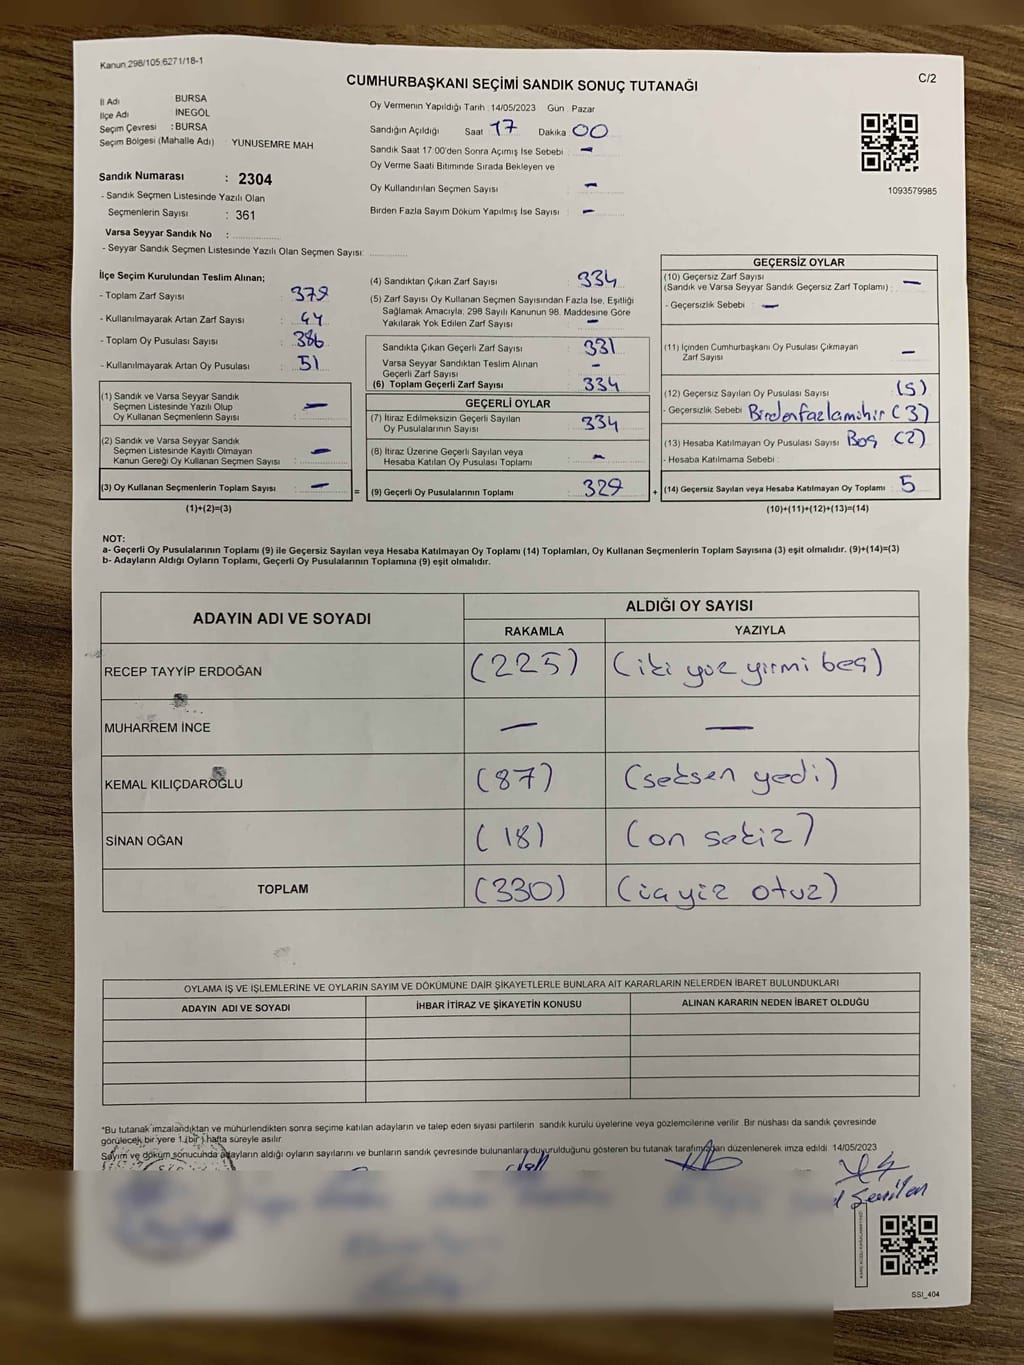 Kanun 298/105;6271/18-1
C/2
CUMHURBAŞKANI SEÇİMİ SANDIK SONUÇ TUTANAĞI
İl Adı BURSA
İlçe Adı INEGÖL
Seçim Çevresi : BURSA
Seçim Bölgesi (Mahalle Adı) : YUNUSEMRE MAH
Sandık Numarası : 2304
- Sandık Seçmen Listesinde Yazılı Olan
Seçmenlerin Sayısı : 361
Varsa Seyyar Sandık No :
- Seyyar Sandık Seçmen Listesinde Yazılı Olan Seçmen Sayısı:
Oy Vermenin Yapıldığı Tarih : 14/05/2023 Gün : Pazar
Sandığın Açıldığı Saat 17 Dakika 00
Sandık Saat 17:00'den Sonra Açımış İse Sebebi : —
Oy Verme Saati Bitiminde Sırada Bekleyen ve
Oy Kullandırılan Seçmen Sayısı : —
Birden Fazla Sayım Döküm Yapılmış İse Sayısı : —
1093579985
İlçe Seçim Kurulundan Teslim Alınan;
- Toplam Zarf Sayısı : 378
- Kullanılmayarak Artan Zarf Sayısı : 44
- Toplam Oy Pusulası Sayısı : 386
- Kullanılmayarak Artan Oy Pusulası : 51
(1) Sandık ve Varsa Seyyar Sandık
Seçmen Listesinde Yazılı Olup
Oy Kullanan Seçmenlerin Sayısı : —
(2) Sandık ve Varsa Seyyar Sandık
Seçmen Listesinde Kayıtlı Olmayan
Kanun Gereği Oy Kullanan Seçmen Sayısı : —
(3) Oy Kullanan Seçmenlerin Toplam Sayısı : —
(1)+(2)=(3)
(4) Sandıktan Çıkan Zarf Sayısı : 334
(5) Zarf Sayısı Oy Kullanan Seçmen Sayısından Fazla İse, Eşitliği
Sağlamak Amacıyla, 298 Sayılı Kanunun 98. Maddesine Göre
Yakılarak Yok Edilen Zarf Sayısı : —
Sandıkta Çıkan Geçerli Zarf Sayısı : 331
Varsa Seyyar Sandıktan Teslim Alınan
Geçerli Zarf Sayısı : —
(6) Toplam Geçerli Zarf Sayısı : 334
GEÇERLİ OYLAR
(7) İtiraz Edilmeksizin Geçerli Sayılan
Oy Pusulalarının Sayısı : 334
(8) İtiraz Üzerine Geçerli Sayılan veya
Hesaba Katılan Oy Pusulası Toplamı : —
= (9) Geçerli Oy Pusulalarının Toplamı : 329 +
GEÇERSİZ OYLAR
(10) Geçersiz Zarf Sayısı
(Sandık ve Varsa Seyyar Sandık Geçersiz Zarf Toplamı) : —
- Geçersizlik Sebebi : —
(11) İçinden Cumhurbaşkanı Oy Pusulası Çıkmayan
Zarf Sayısı : —
(12) Geçersiz Sayılan Oy Pusulası Sayısı : (5)
- Geçersizlik Sebebi : Birden fazla mühür (3)
(13) Hesaba Katılmayan Oy Pusulası Sayısı : Boş (2)
- Hesaba Katılmama Sebebi :
(14) Geçersiz Sayılan veya Hesaba Katılmayan Oy Toplamı : 5
(10)+(11)+(12)+(13)=(14)
NOT:
a- Geçerli Oy Pusulalarının Toplamı (9) ile Geçersiz Sayılan veya Hesaba Katılmayan Oy Toplamı (14) Toplamları, Oy Kullanan Seçmenlerin Toplam Sayısına (3) eşit olmalıdır. (9)+(14)=(3)
b- Adayların Aldığı Oyların Toplamı, Geçerli Oy Pusulalarının Toplamına (9) eşit olmalıdır.
ADAYIN ADI VE SOYADI
ALDIĞI OY SAYISI
RAKAMLA YAZIYLA
RECEP TAYYİP ERDOĞAN (225) (iki yüz yirmi beş)
MUHARREM İNCE — —
KEMAL KILIÇDAROĞLU (87) (seksen yedi)
SİNAN OĞAN (18) (on sekiz)
TOPLAM (330) (üç yüz otuz)
OYLAMA İŞ VE İŞLEMLERİNE VE OYLARIN SAYIM VE DÖKÜMÜNE DAİR ŞİKAYETLERLE BUNLARA AİT KARARLARIN NELERDEN İBARET BULUNDUKLARI
ADAYIN ADI VE SOYADI İHBAR İTİRAZ VE ŞİKAYETİN KONUSU ALINAN KARARIN NEDEN İBARET OLDUĞU
*Bu tutanak imzalandıktan ve mühürlendikten sonra seçime katılan adayların ve talep eden siyasi partilerin sandık kurulu üyelerine veya gözlemcilerine verilir. Bir nüshası da sandık çevresinde
görülecek bir yere 1 (bir) hafta süreyle asılır
Sayım ve döküm sonucunda adayların aldığı oyların sayılarını ve bunların sandık çevresinde bulunanlara duyurulduğunu gösteren bu tutanak tarafımızdan düzenlenerek imza edildi 14/05/2023
SSI_404